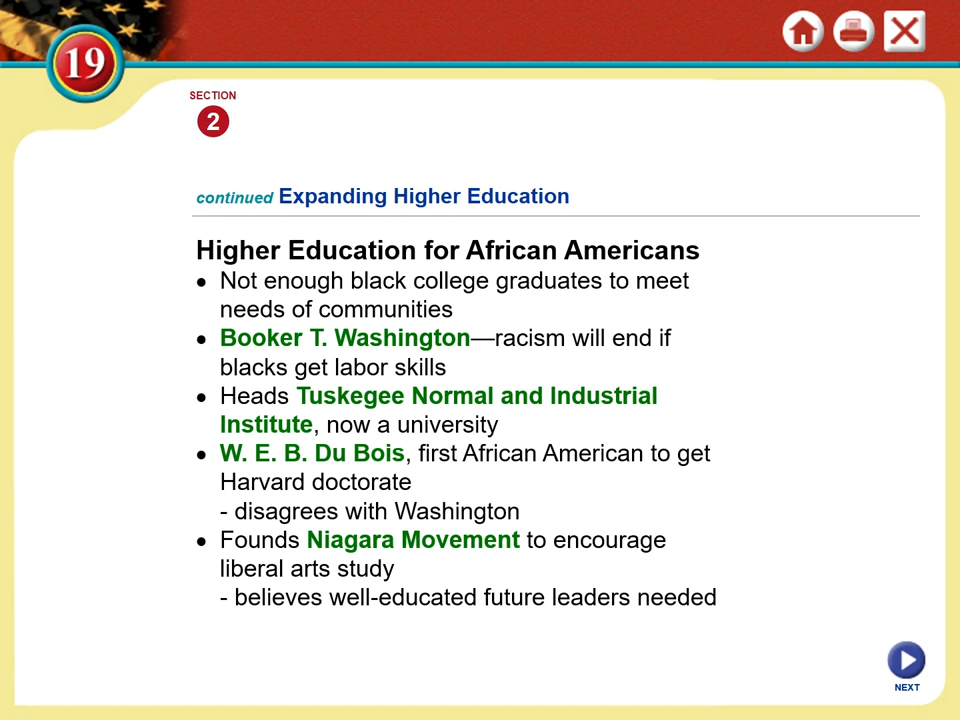 19
SECTION
2
continued Expanding Higher Education
Higher Education for African Americans
• Not enough black college graduates to meet
needs of communities
• Booker T. Washington—racism will end if
blacks get labor skills
• Heads Tuskegee Normal and Industrial
Institute, now a university
• W. E. B. Du Bois, first African American to get
Harvard doctorate
- disagrees with Washington
• Founds Niagara Movement to encourage
liberal arts study
- believes well-educated future leaders needed
NEXT